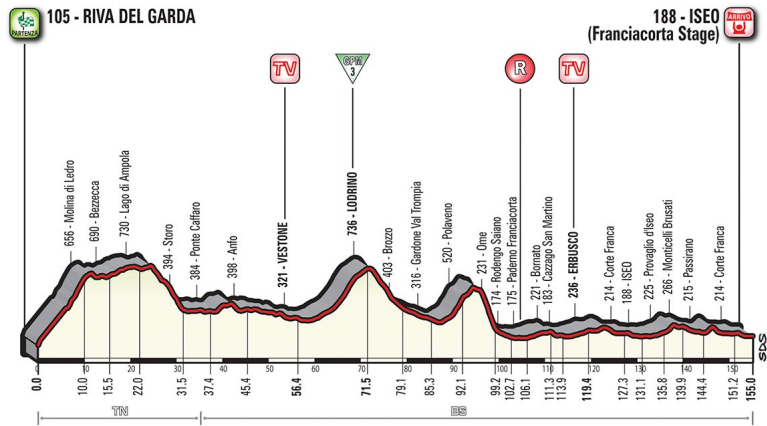 105 - RIVA DEL GARDA
188 - ISEO
(Franciacorta Stage)
PARTENZA
ARRIVO
TV
GPM
3
R
TV
656 - Molina di Ledro
690 - Bezzecca
730 - Lago di Ampola
394 - Storo
384 - Ponte Caffaro
398 - Anfo
321 - VESTONE
736 - LODRINO
403 - Brozzo
316 - Gardone Val Trompia
520 - Polaveno
231 - Ome
174 - Rodengo Saiano
175 - Paderno Franciacorta
221 - Bornato
183 - Cazzago San Martino
236 - ERBUSCO
214 - Corte Franca
188 - ISEO
225 - Provaglio d'Iseo
266 - Monticelli Brusati
215 - Passirano
214 - Corte Franca
SDS
0 10 20 30 40 50 60 70 80 90 100 110 120 130 140 150
0.0 10.0 15.5 22.0 31.5 37.4 45.4 56.4 71.5 79.1 85.3 92.1 99.2 102.7 106.1 111.3 113.9 119.4 127.3 131.1 135.8 139.9 144.4 151.2 155.0
TN BS